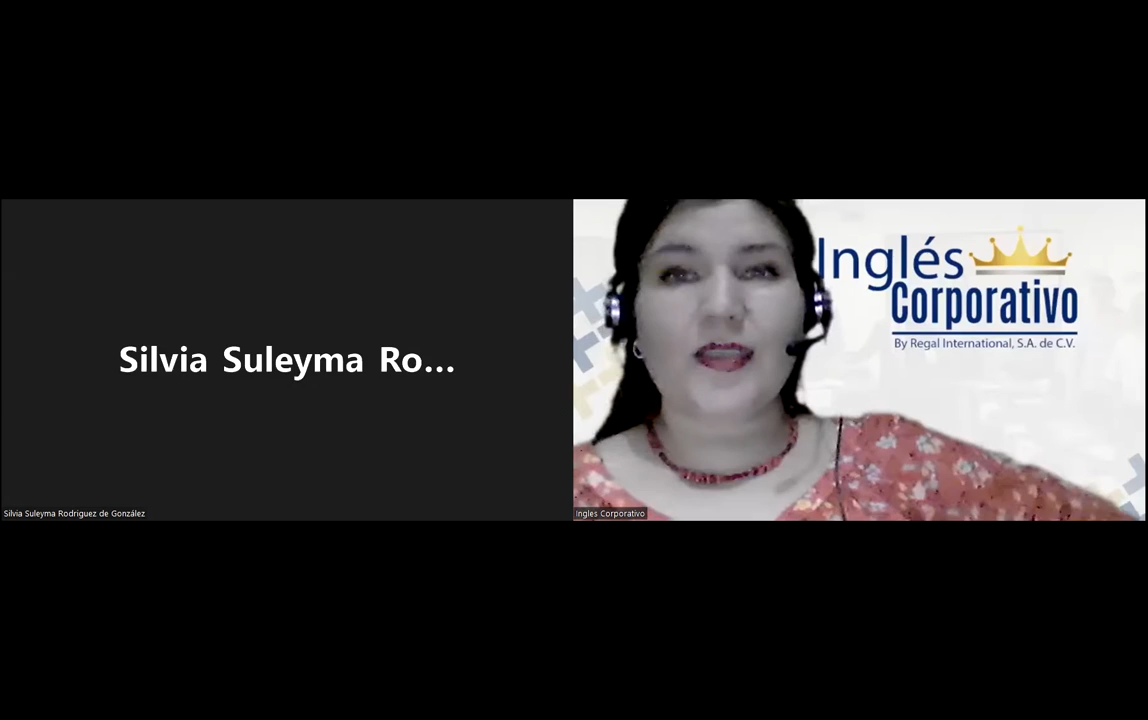 Silvia Suleyma Ro...
Silvia Suleyma Rodriguez de González
Inglés
Corporativo
By Regal International, S.A. de C.V.
Ingles Corporativo